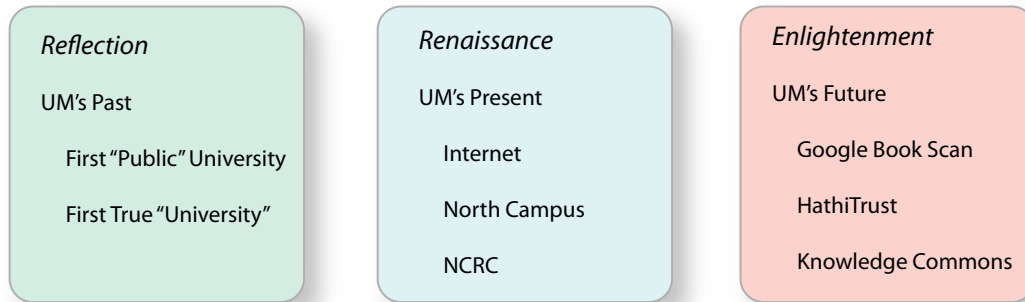 Reflection
UM's Past
First “Public” University
First True “University”
Renaissance
UM's Present
Internet
North Campus
NCRC
Enlightenment
UM's Future
Google Book Scan
HathiTrust
Knowledge Commons